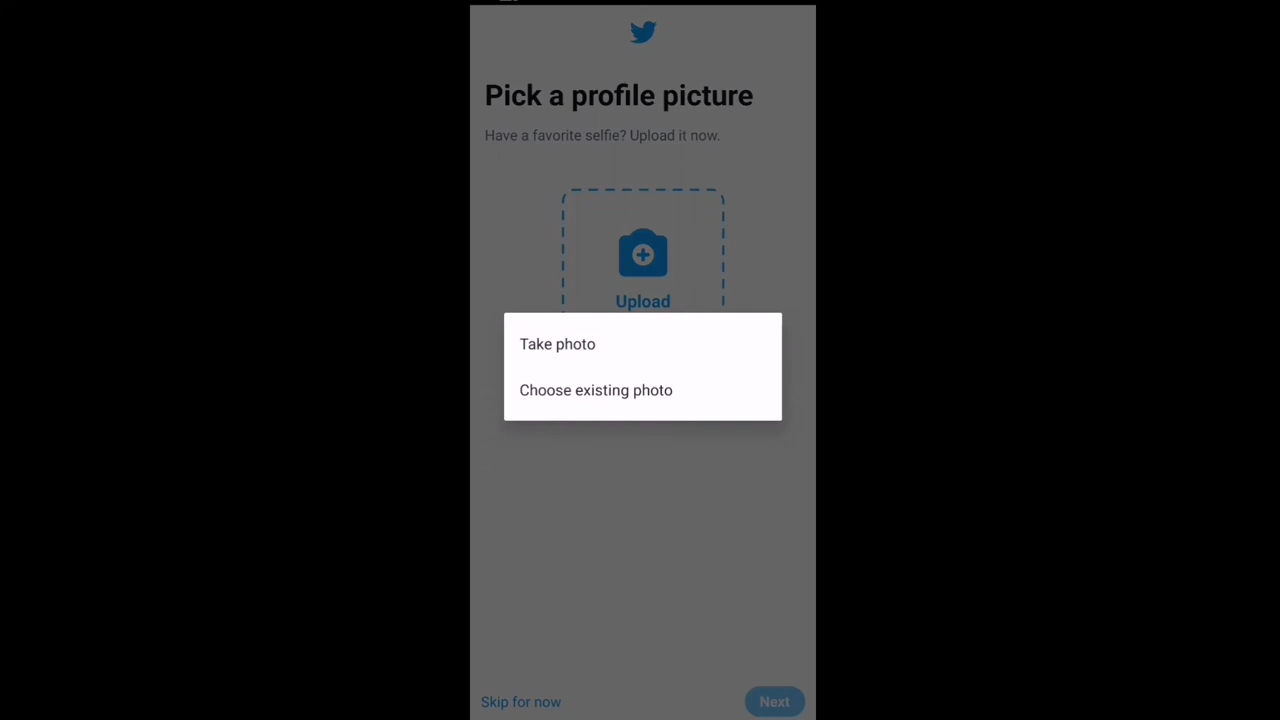 Pick a profile picture
Have a favorite selfie? Upload it now.
Upload
Take photo
Choose existing photo
Skip for now
Next